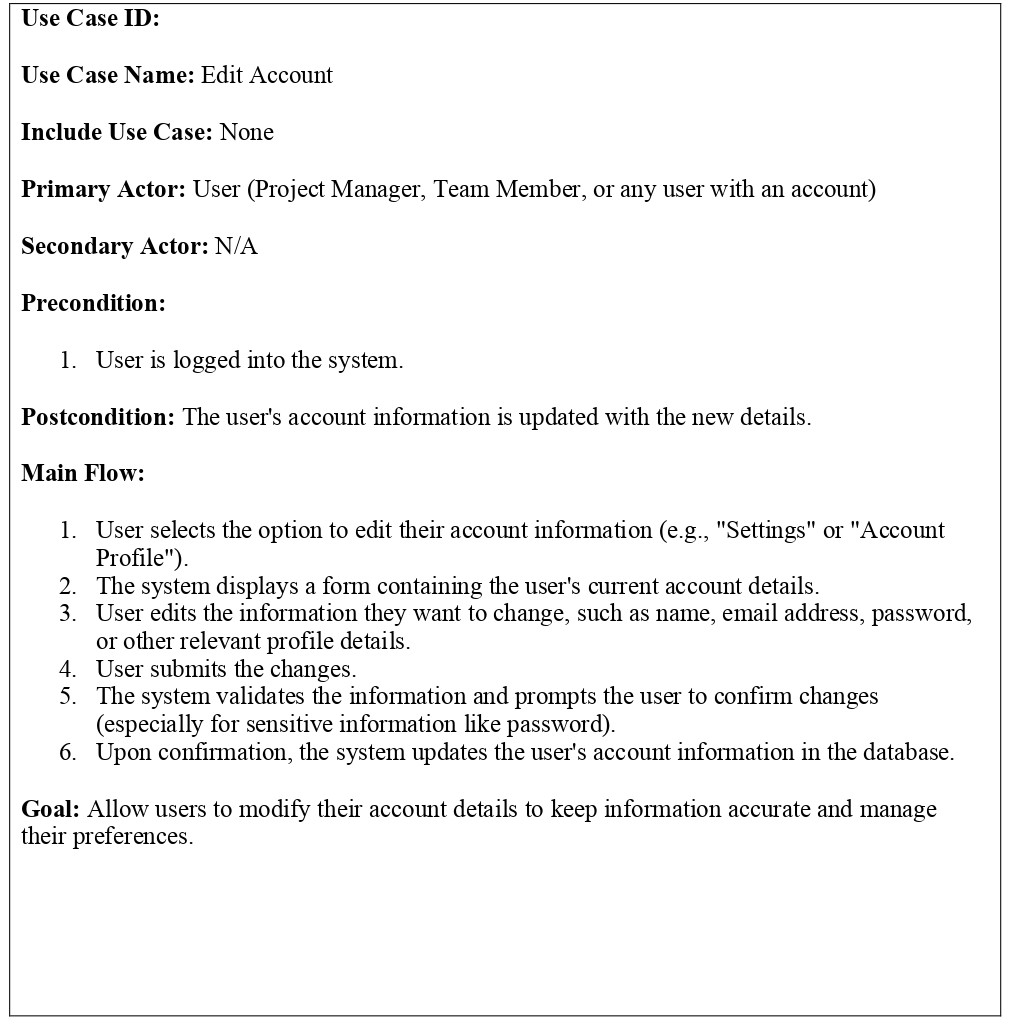 Use Case ID:
Use Case Name: Edit Account
Include Use Case: None
Primary Actor: User (Project Manager, Team Member, or any user with an account)
Secondary Actor: N/A
Precondition:
1. User is logged into the system.
Postcondition: The user's account information is updated with the new details.
Main Flow:
1. User selects the option to edit their account information (e.g., "Settings" or "Account
Profile").
2. The system displays a form containing the user's current account details.
3. User edits the information they want to change, such as name, email address, password,
or other relevant profile details.
4. User submits the changes.
5. The system validates the information and prompts the user to confirm changes
(especially for sensitive information like password).
6. Upon confirmation, the system updates the user's account information in the database.
Goal: Allow users to modify their account details to keep information accurate and manage
their preferences.